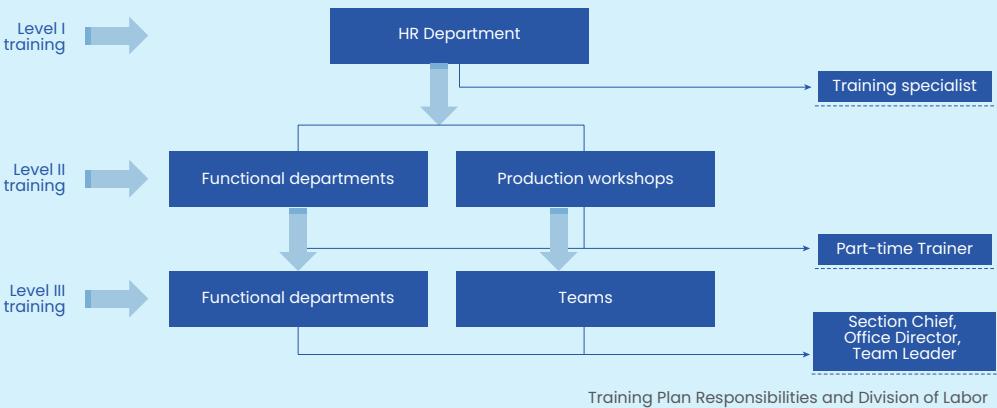 Level I
training
HR Department
Training specialist
Level II
training
Functional departments
Production workshops
Part-time Trainer
Level III
training
Functional departments
Teams
Section Chief,
Office Director,
Team Leader
Training Plan Responsibilities and Division of Labor